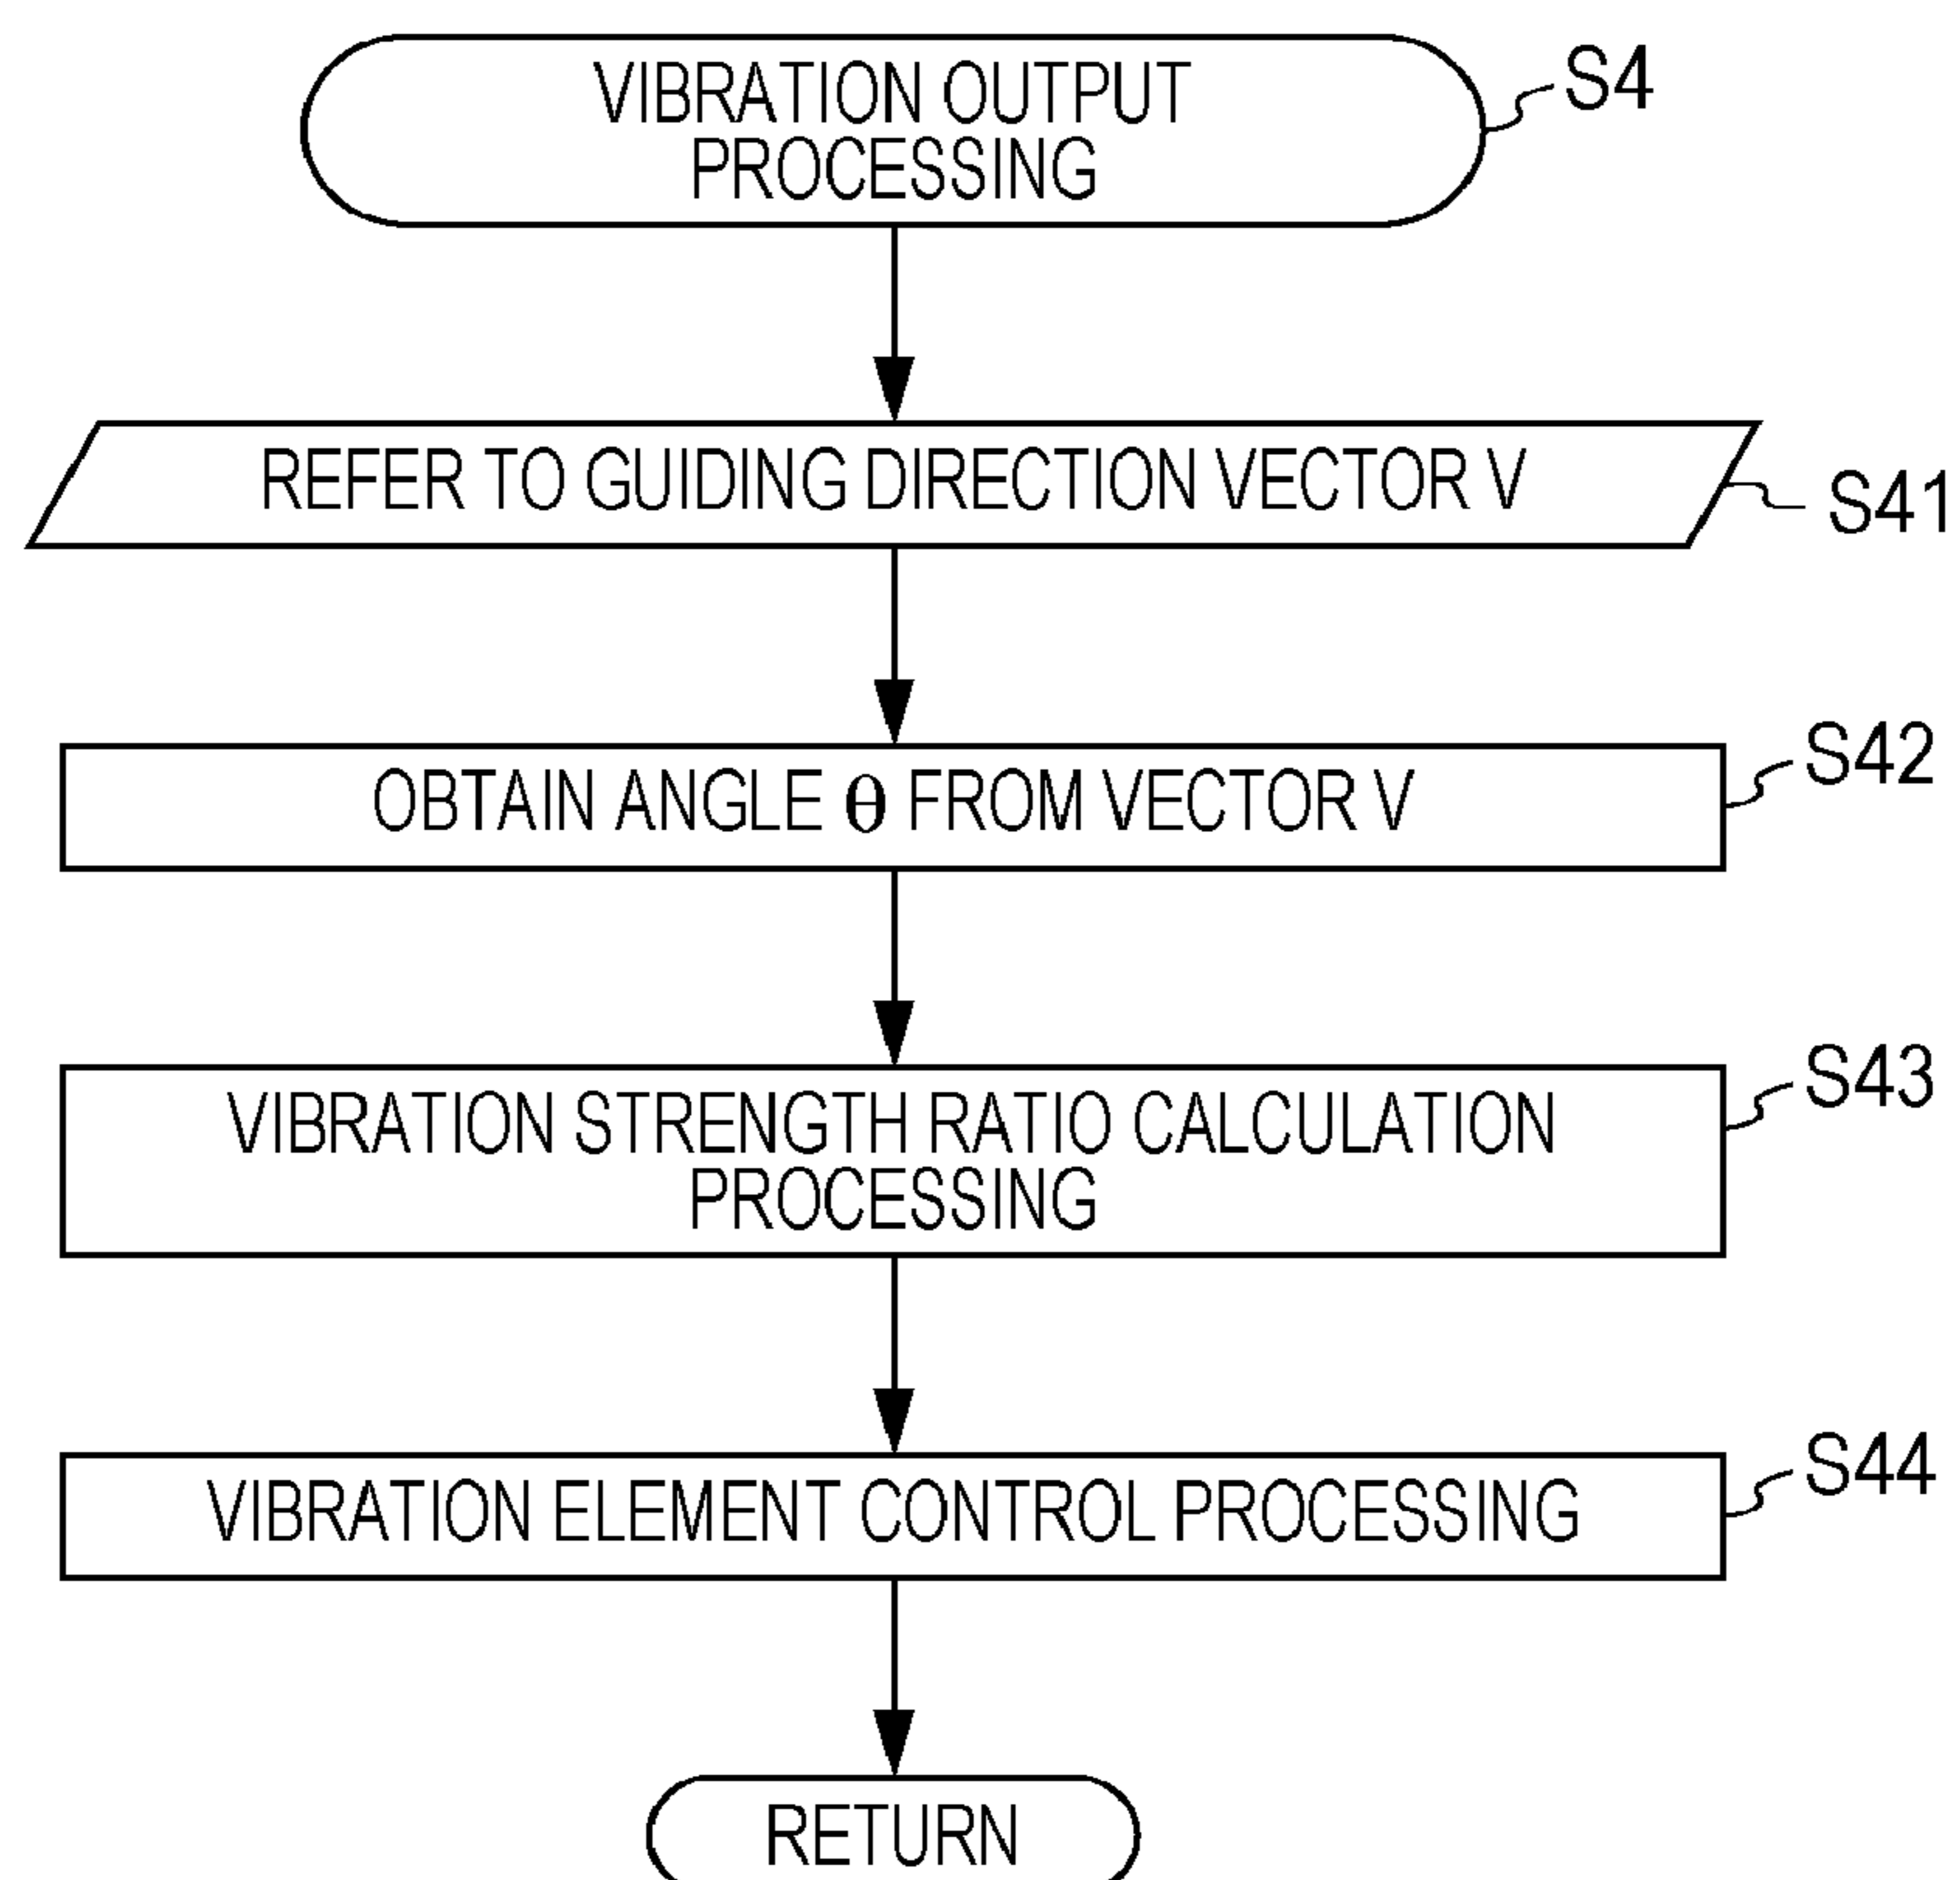 VIBRATION OUTPUT
PROCESSING
S4
REFER TO GUIDING DIRECTION VECTOR V
S41
OBTAIN ANGLE θ FROM VECTOR V
S42
VIBRATION STRENGTH RATIO CALCULATION
PROCESSING
S43
VIBRATION ELEMENT CONTROL PROCESSING
S44
RETURN